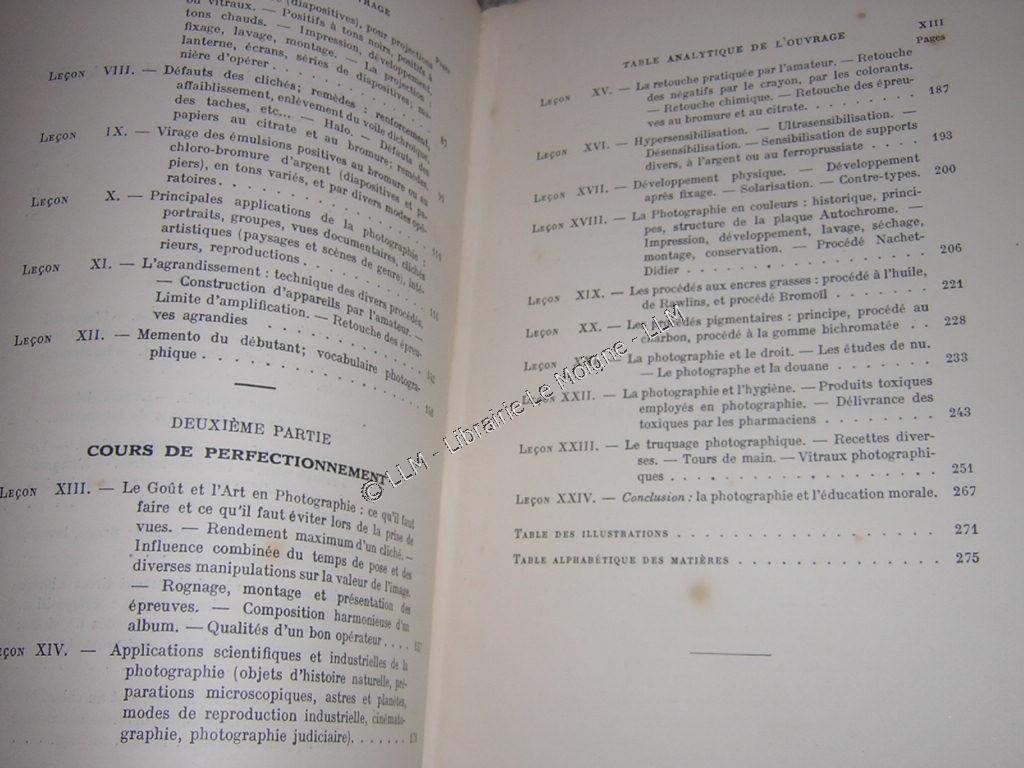 OUVRAGE
ou vitraux. — Positifs à tons noirs, positifs à
tons chauds. — Impression, développement,
fixage, lavage, montage. — La projection :
lanterne, écrans, séries de diapositives; ma-
nière d'opérer
Leçon VIII. — Défauts des clichés; remèdes : renforcement,
affaiblissement, enlèvement du voile dichroïque,
des taches, etc... — Halo. — Défauts des
papiers au citrate et au bromure; remèdes.
Leçon IX. — Virage des émulsions positives au bromure ou au
chloro-bromure d'argent (diapositives et pa-
piers), en tons variés, et par divers modes opé-
ratoires.
Leçon X. — Principales applications de la photographie :
portraits, groupes, vues documentaires, clichés
artistiques (paysages et scènes de genre), inté-
rieurs, reproductions
Leçon XI. — L'agrandissement : technique des divers procédés.
— Construction d'appareils par l'amateur. —
Limite d'amplification. — Retouche des épreu-
ves agrandies
Leçon XII. — Memento du débutant; vocabulaire photogra-
phique
DEUXIÈME PARTIE
COURS DE PERFECTIONNEMENT
Leçon XIII. — Le Goût et l'Art en Photographie : ce qu'il faut
faire et ce qu'il faut éviter lors de la prise de
vues. — Rendement maximum d'un cliché. —
Influence combinée du temps de pose et des
diverses manipulations sur la valeur de l'image.
— Rognage, montage et présentation des
épreuves. — Composition harmonieuse d'un
album. — Qualités d'un bon opérateur
Leçon XIV. — Applications scientifiques et industrielles de la
photographie (objets d'histoire naturelle, pré-
parations microscopiques, astres et planètes,
modes de reproduction industrielle, cinémato-
graphie, photographie judiciaire)
TABLE ANALYTIQUE DE L'OUVRAGE XIII
Pages
Leçon XV. — La retouche pratiquée par l'amateur. — Retouche
des négatifs par le crayon, par les colorants.
— Retouche chimique. — Retouche des épreu-
ves au bromure et au citrate. 187
Leçon XVI. — Hypersensibilisation. — Ultrasensibilisation. —
Désensibilisation. — Sensibilisation de supports
divers, à l'argent ou au ferroprussiate 193
Leçon XVII. — Développement physique. — Développement
après fixage. — Solarisation. — Contre-types. 200
Leçon XVIII. — La Photographie en couleurs : historique, princi-
pes, structure de la plaque Autochrome. —
Impression, développement, lavage, séchage,
montage, conservation. — Procédé Nachet-
Didier 206
Leçon XIX. — Les procédés aux encres grasses : procédé à l'huile,
de Rawlins, et procédé Bromoïl 221
Leçon XX. — Les procédés pigmentaires : principe, procédé au
charbon, procédé à la gomme bichromatée 228
Leçon — La photographie et le droit. — Les études de nu.
— Le photographe et la douane 233
Leçon XXII. — La photographie et l'hygiène. — Produits toxiques
employés en photographie. — Délivrance des
toxiques par les pharmaciens 243
Leçon XXIII. — Le truquage photographique. — Recettes diver-
ses. — Tours de main. — Vitraux photographi-
ques 251
Leçon XXIV. — Conclusion : la photographie et l'éducation morale. 267
Table des illustrations 271
Table alphabétique des matières 275
© LLM - Librairie Le Moigne - LLM